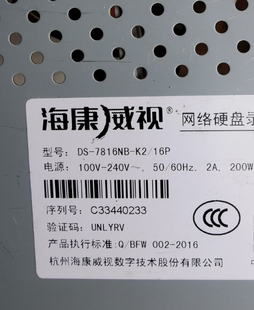 海康威视® 网络硬盘录
型号: DS-7816NB-K2/16P
电源: 100V-240V~, 50/60Hz, 2A, 200W
序列号: C33440233
验证码: UNLYRV
产品执行标准: Q/BFW 002-2016
杭州海康威视数字技术股份有限公司